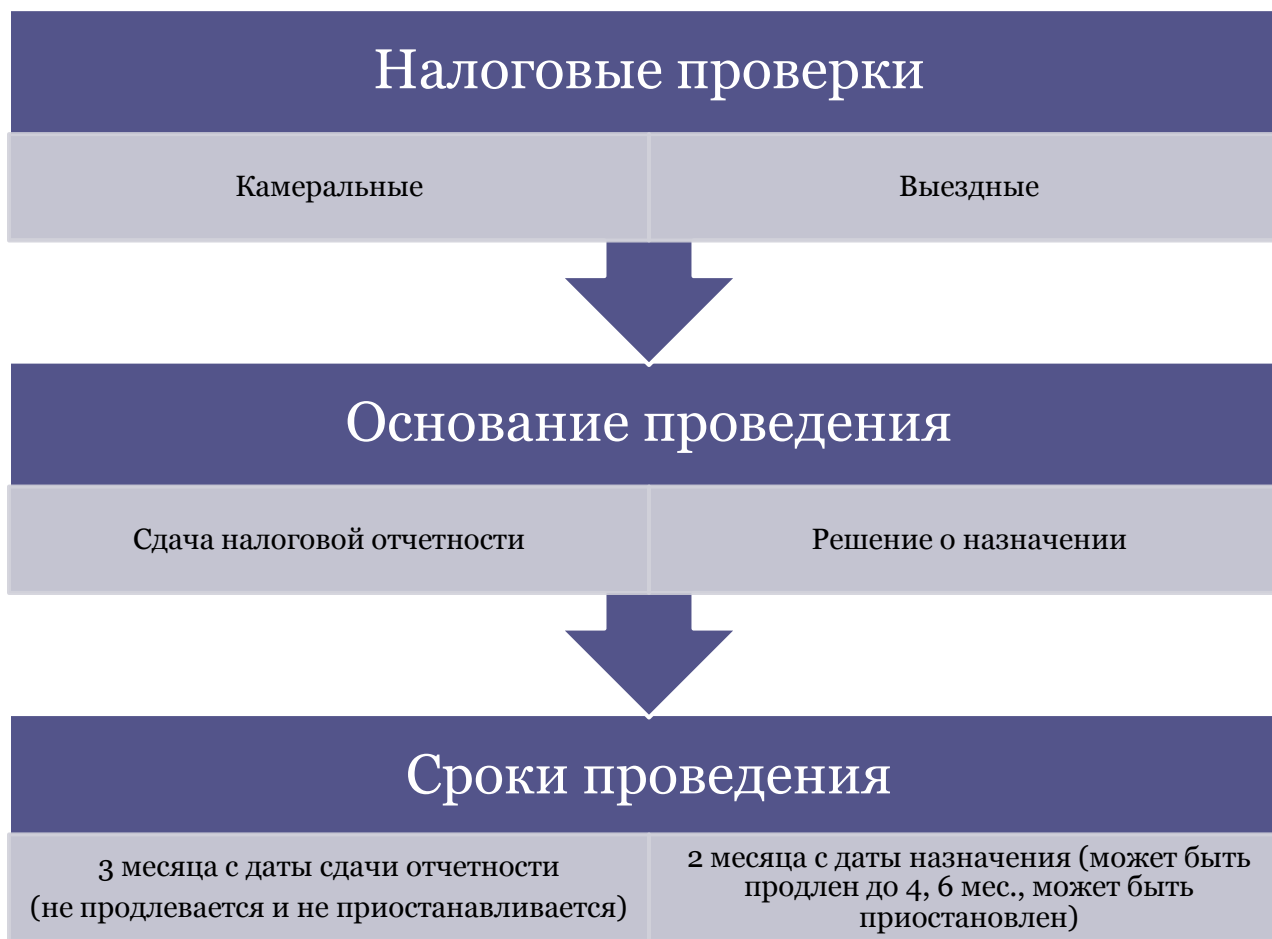 Налоговые проверки
Камеральные
Выездные
Основание проведения
Сдача налоговой отчетности
Решение о назначении
Сроки проведения
3 месяца с даты сдачи отчетности
(не продлевается и не приостанавливается)
2 месяца с даты назначения (может быть
продлен до 4, 6 мес., может быть
приостановлен)